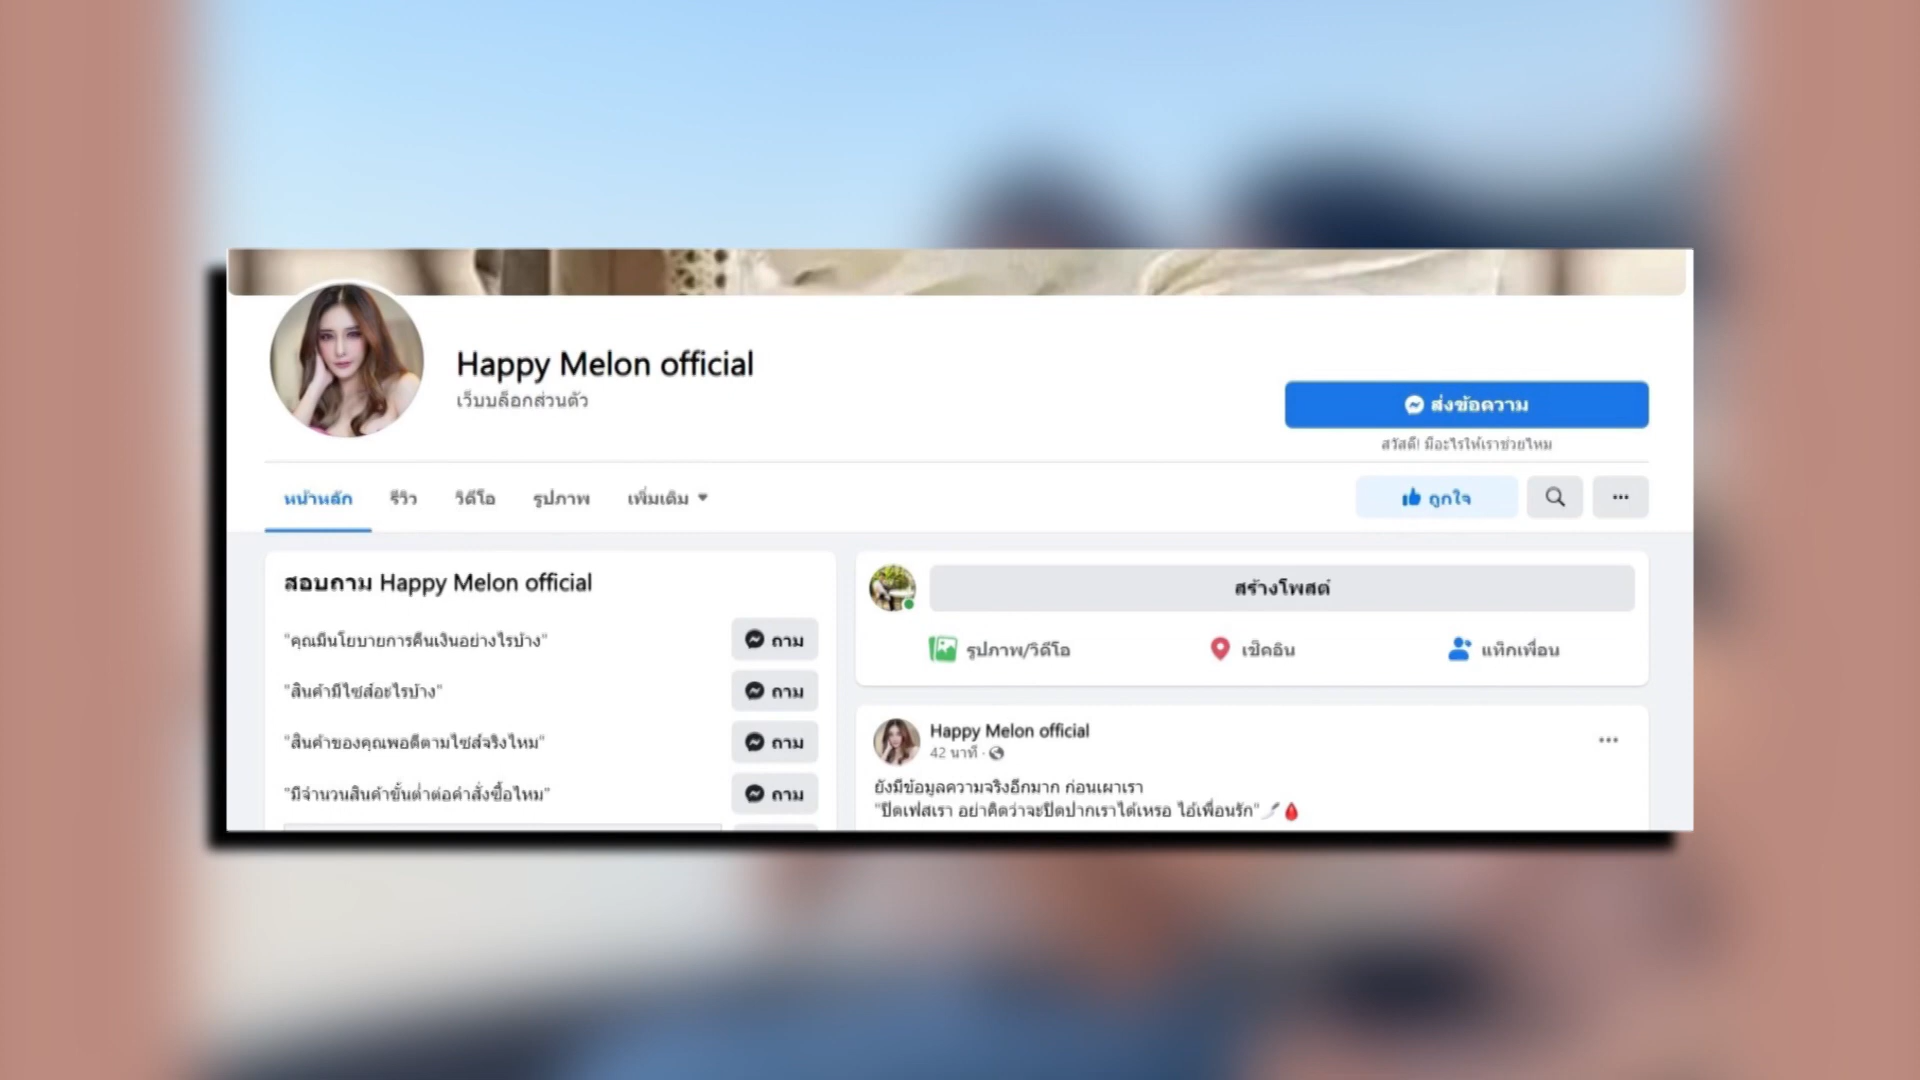 Happy Melon official
เว็บบล็อกส่วนตัว
ส่งข้อความ
สวัสดี! มีอะไรให้เราช่วยไหม
หน้าหลัก
รีวิว
วิดีโอ
รูปภาพ
เพิ่มเติม
ถูกใจ
สอบถาม Happy Melon official
"คุณมีนโยบายการคืนเงินอย่างไรบ้าง"
ถาม
"สินค้ามีไซส์อะไรบ้าง"
ถาม
"สินค้าของคุณพอดีตามไซส์จริงไหม"
ถาม
"มีจำนวนสินค้าขั้นต่ำต่อคำสั่งซื้อไหม"
ถาม
สร้างโพสต์
รูปภาพ/วิดีโอ
เช็คอิน
แท็กเพื่อน
Happy Melon official
42 นาที ·
ยังมีข้อมูลความจริงอีกมาก ก่อนเผาเรา
"ปิดเฟสเรา อย่าคิดว่าจะปิดปากเราได้เหรอ ไอ้เพื่อนรัก"